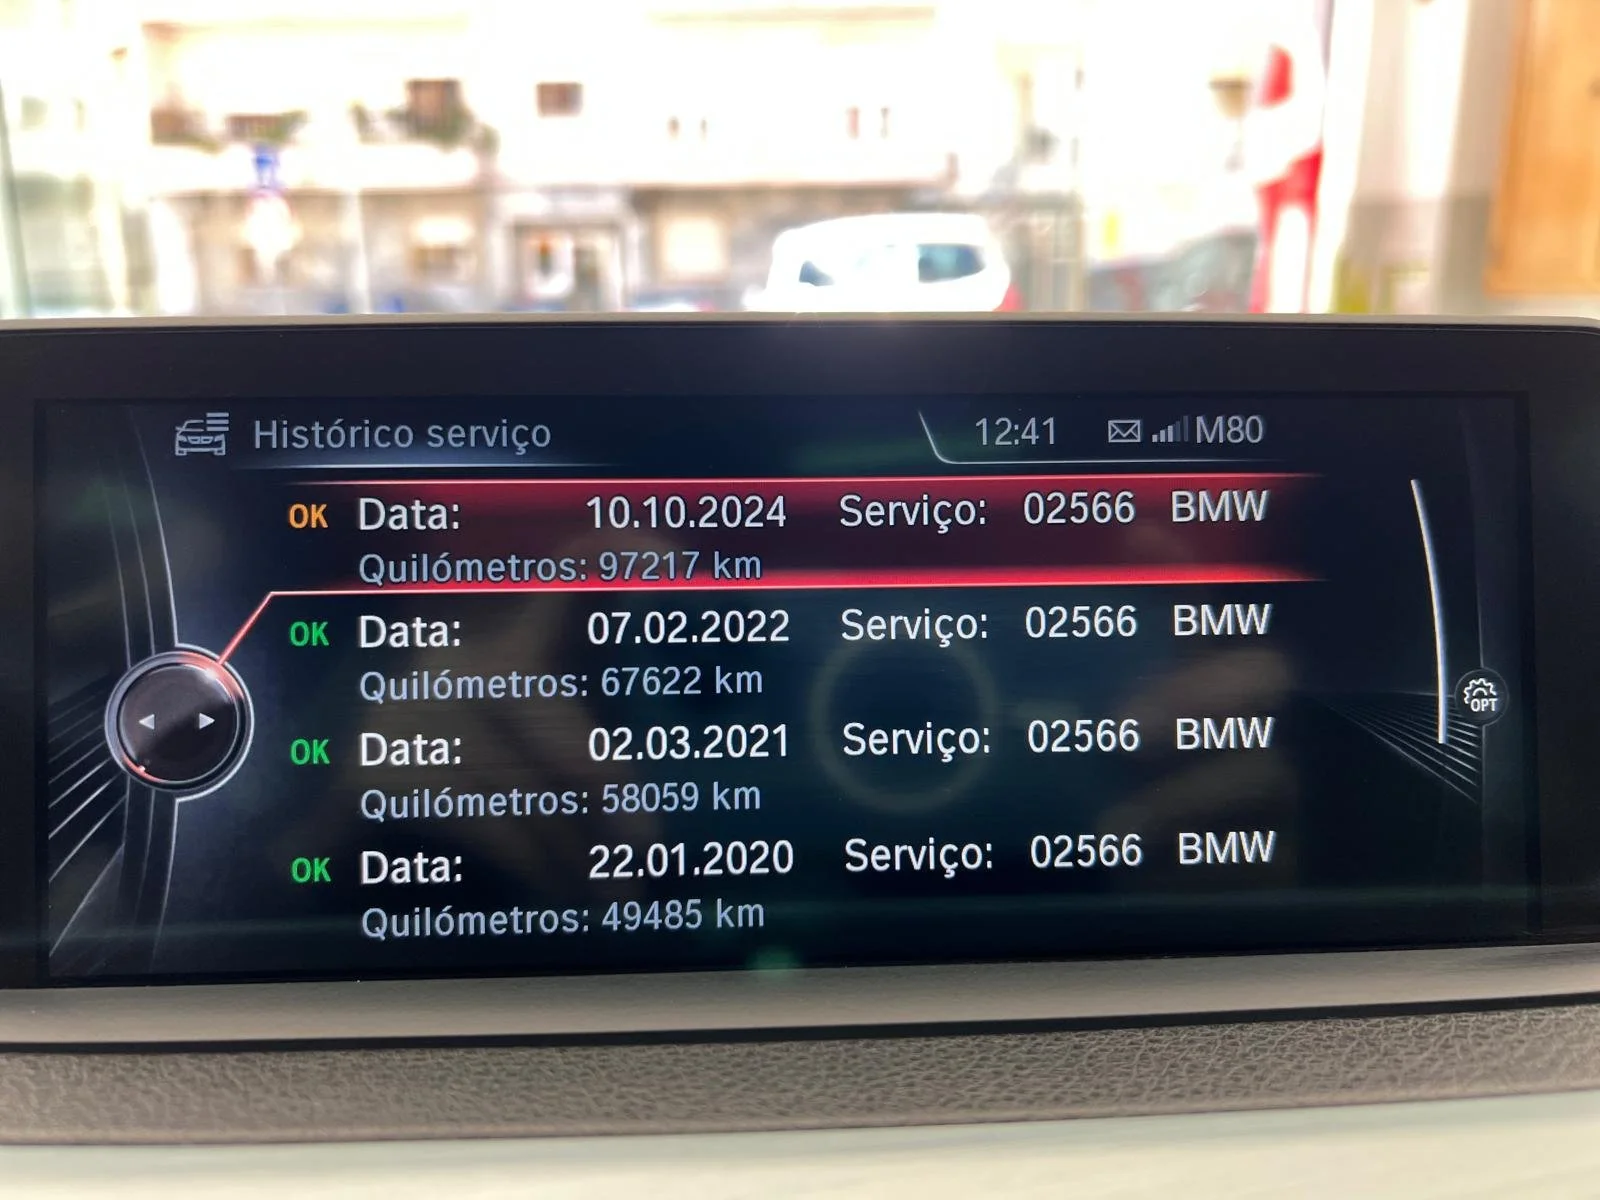 Histórico serviço 12:41 M80
OK Data: 10.10.2024 Serviço: 02566 BMW
Quilómetros: 97217 km
OK Data: 07.02.2022 Serviço: 02566 BMW
Quilómetros: 67622 km
OK Data: 02.03.2021 Serviço: 02566 BMW
Quilómetros: 58059 km
OK Data: 22.01.2020 Serviço: 02566 BMW
Quilómetros: 49485 km
OPT